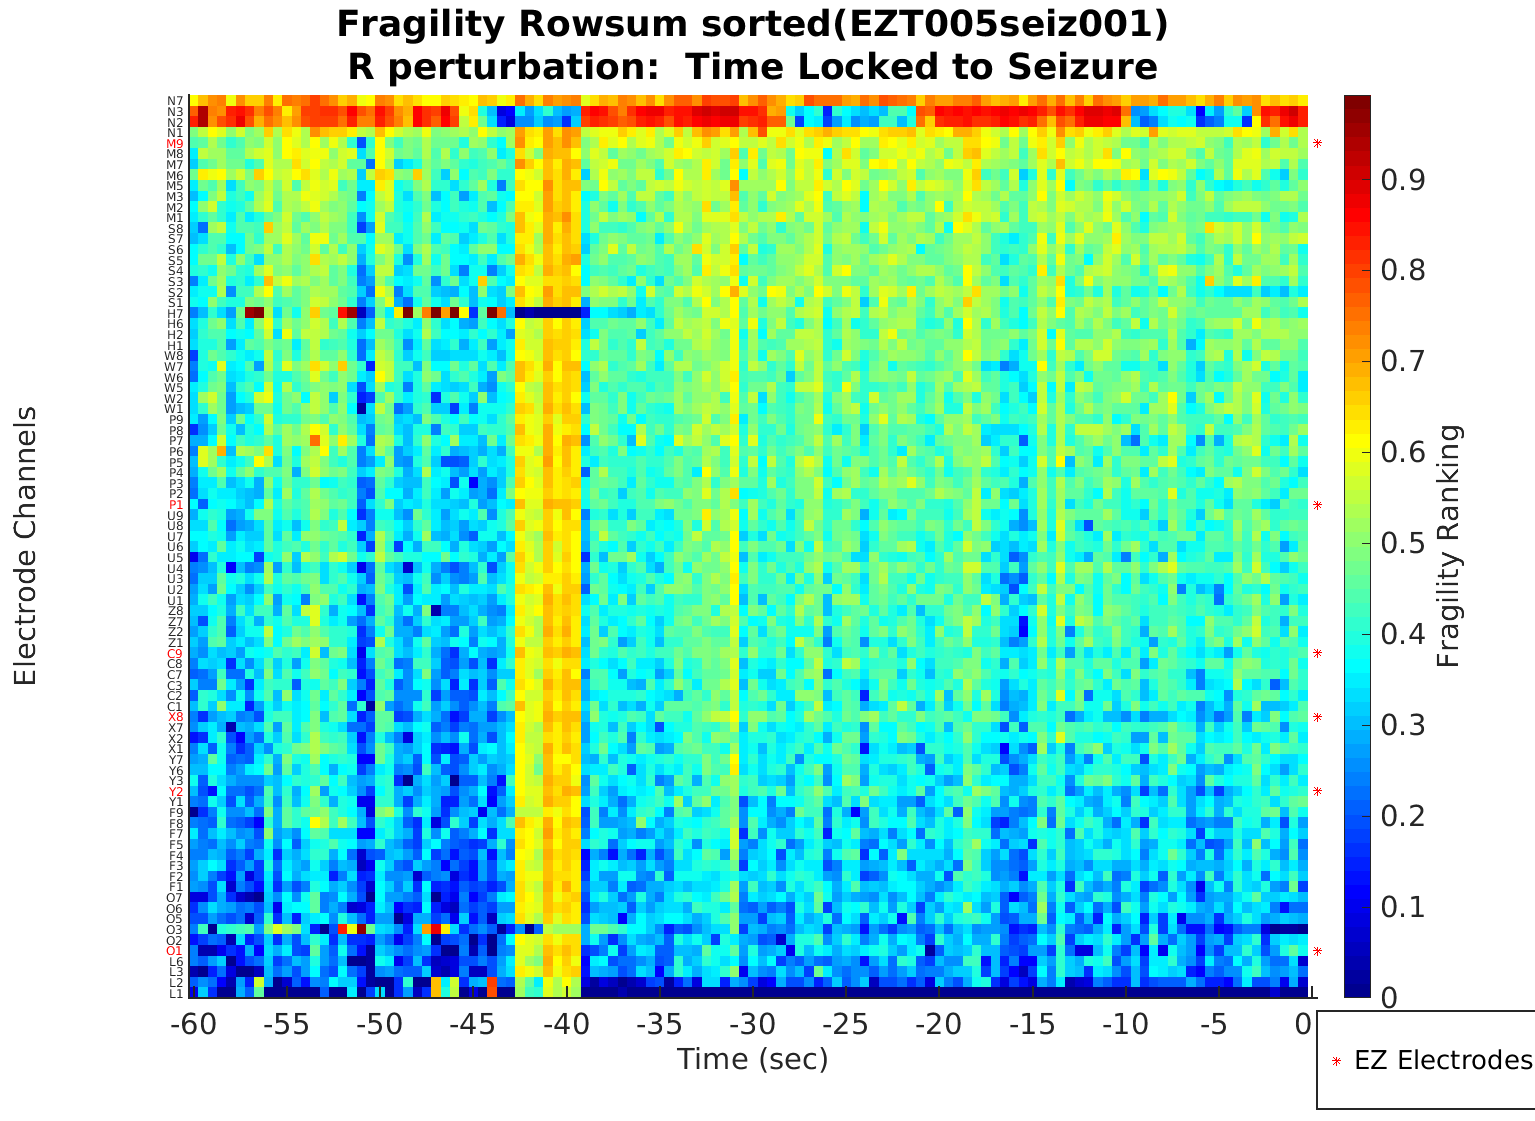 Fragility Rowsum sorted(EZT005seiz001)
R perturbation:  Time Locked to Seizure
Electrode Channels
N7
N3
N2
N1
M9
M8
M7
M6
M5
M3
M2
M1
S8
S7
S6
S5
S4
S3
S2
S1
H7
H6
H2
H1
W8
W7
W6
W5
W2
W1
P9
P8
P7
P6
P5
P4
P3
P2
P1
U9
U8
U7
U6
U5
U4
U3
U2
U1
Z8
Z7
Z2
Z1
C9
C8
C7
C3
C2
C1
X8
X7
X2
X1
Y7
Y6
Y3
Y2
Y1
F9
F8
F7
F5
F4
F3
F2
F1
O7
O6
O5
O3
O2
O1
L6
L3
L2
L1
-60 -55 -50 -45 -40 -35 -30 -25 -20 -15 -10 -5 0
Time (sec)
0.9
0.8
0.7
0.6
0.5
0.4
0.3
0.2
0.1
0
Fragility Ranking
EZ Electrodes